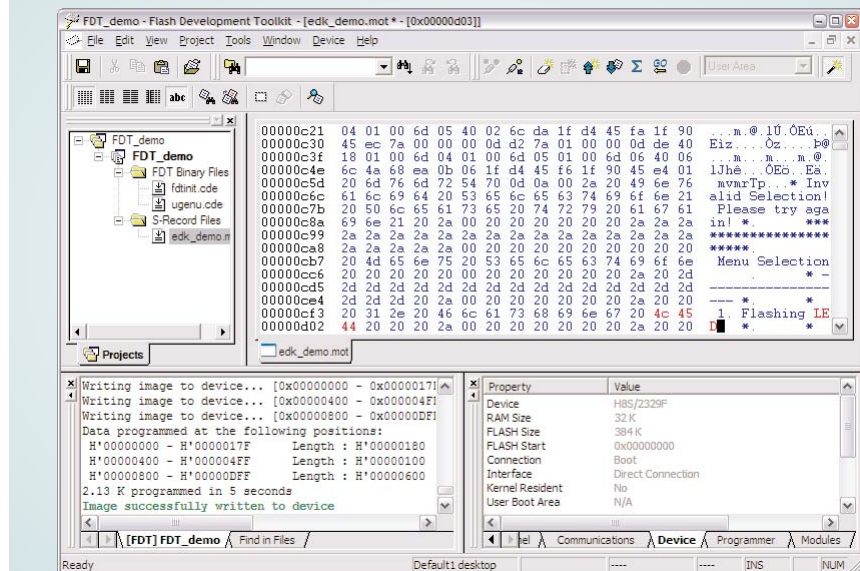 FDT_demo - Flash Development Toolkit - [edk_demo.mot * - [0x00000d03]]
File Edit View Project Tools Window Device Help
abc User Area
FDT_demo
FDT_demo
FDT Binary Files
fdtinit.cde
ugenu.cde
S-Record Files
edk_demo.m
Projects
00000c21 04 01 00 6d 05 40 02 6c da 1f d4 45 fa 1f 90 ...m.@.lÚ.ÔEú..
00000c30 45 ec 7a 00 00 00 0d d2 7a 01 00 00 0d de 40 Eìz....Òz....Þ@
00000c3f 18 01 00 6d 04 01 00 6d 05 01 00 6d 06 40 06 ...m...m...m.@.
00000c4e 6c 4a 68 ea 0b 06 1f d4 45 f6 1f 90 45 e4 01 lJhê...ÔEö..Eä.
00000c5d 20 6d 76 6d 72 54 70 0d 0a 00 2a 20 49 6e 76 mvmrTp...* Inv
00000c6c 61 6c 69 64 20 53 65 6c 65 63 74 69 6f 6e 21 alid Selection!
00000c7b 20 50 6c 65 61 73 65 20 74 72 79 20 61 67 61 Please try aga
00000c8a 69 6e 21 20 2a 00 20 20 20 20 20 20 2a 2a 2a in! *. ***
00000c99 2a 2a 2a 2a 2a 2a 2a 2a 2a 2a 2a 2a 2a 2a 2a ***************
00000ca8 2a 2a 2a 2a 2a 00 20 20 20 20 20 20 20 20 20 *****.
00000cb7 20 4d 65 6e 75 20 53 65 6c 65 63 74 69 6f 6e Menu Selection
00000cc6 20 20 20 20 20 20 00 20 20 20 20 20 2a 20 2d . * -
00000cd5 2d 2d 2d 2d 2d 2d 2d 2d 2d 2d 2d 2d 2d 2d 2d ---------------
00000ce4 2d 2d 2d 20 2a 00 20 20 20 20 20 20 2a 20 20 --- *. *
00000cf3 20 31 2e 20 46 6c 61 73 68 69 6e 67 20 4c 45 1. Flashing LE
00000d02 44 20 20 20 2a 00 20 20 20 20 20 20 2a 20 20 D *. *
edk_demo.mot
Writing image to device... [0x00000000 - 0x0000017
Writing image to device... [0x00000400 - 0x000004F
Writing image to device... [0x00000800 - 0x00000DF
Data programmed at the following positions:
H'00000000 - H'0000017F Length : H'00000180
H'00000400 - H'000004FF Length : H'00000100
H'00000800 - H'00000DFF Length : H'00000600
2.13 K programmed in 5 seconds
Image successfully written to device
[FDT] FDT_demo Find in Files
Property Value
Device H8S/2329F
RAM Size 32 K
FLASH Size 384 K
FLASH Start 0x00000000
Connection Boot
Interface Direct Connection
Kernel Resident No
User Boot Area N/A
Communications Device Programmer Modules
Ready Default1 desktop ---- ---- INS NUM